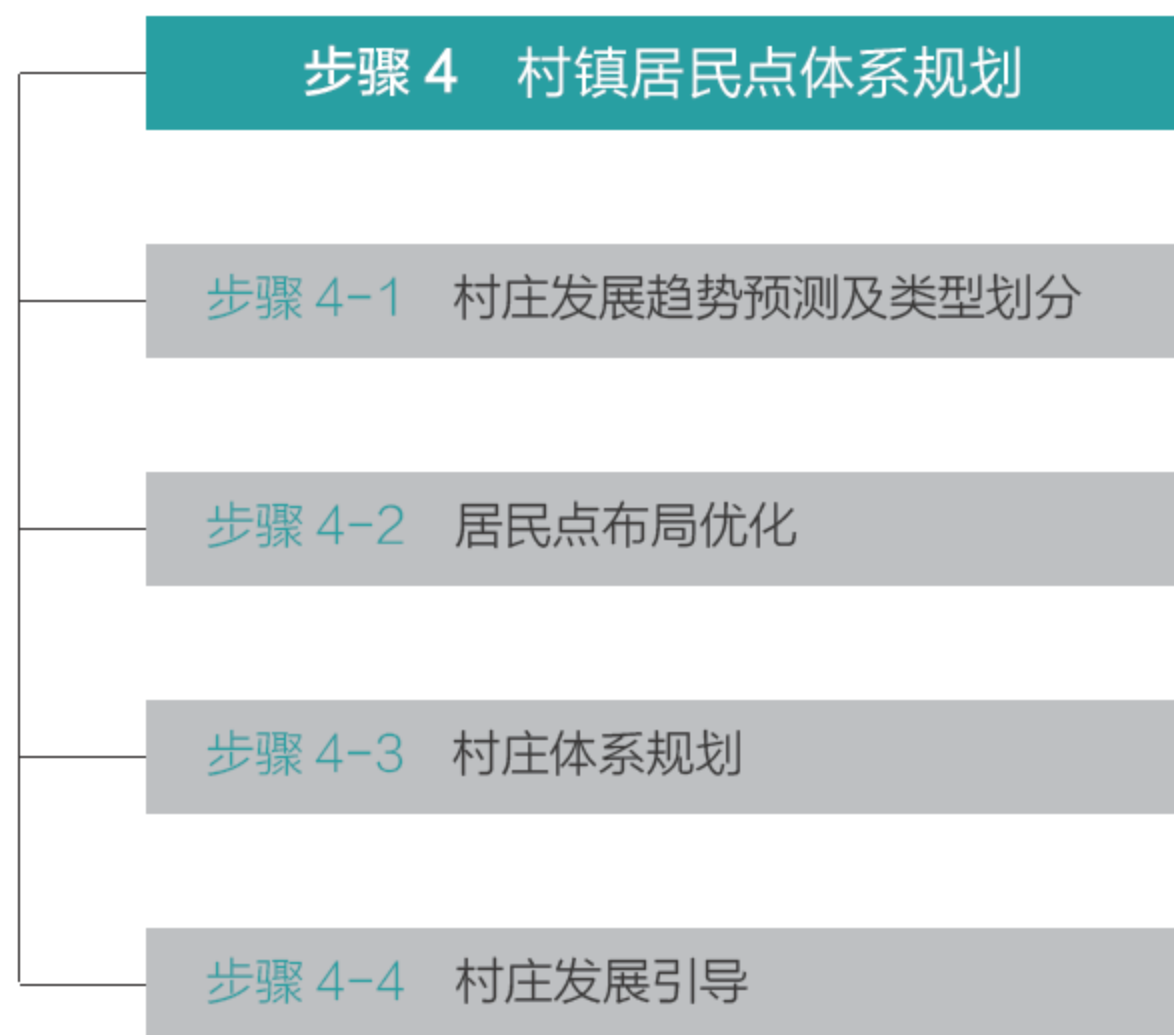 步骤 4 村镇居民点体系规划
步骤 4-1 村庄发展趋势预测及类型划分
步骤 4-2 居民点布局优化
步骤 4-3 村庄体系规划
步骤 4-4 村庄发展引导